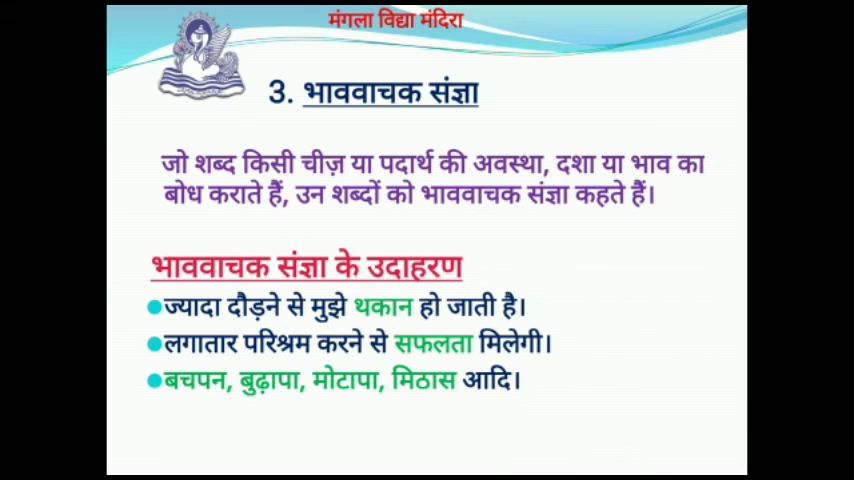 मंगला विद्या मंदिरा
3. भाववाचक संज्ञा
जो शब्द किसी चीज़ या पदार्थ की अवस्था, दशा या भाव का
बोध कराते हैं, उन शब्दों को भाववाचक संज्ञा कहते हैं।
भाववाचक संज्ञा के उदाहरण
ज्यादा दौड़ने से मुझे थकान हो जाती है।
लगातार परिश्रम करने से सफलता मिलेगी।
बचपन, बुढ़ापा, मोटापा, मिठास आदि।